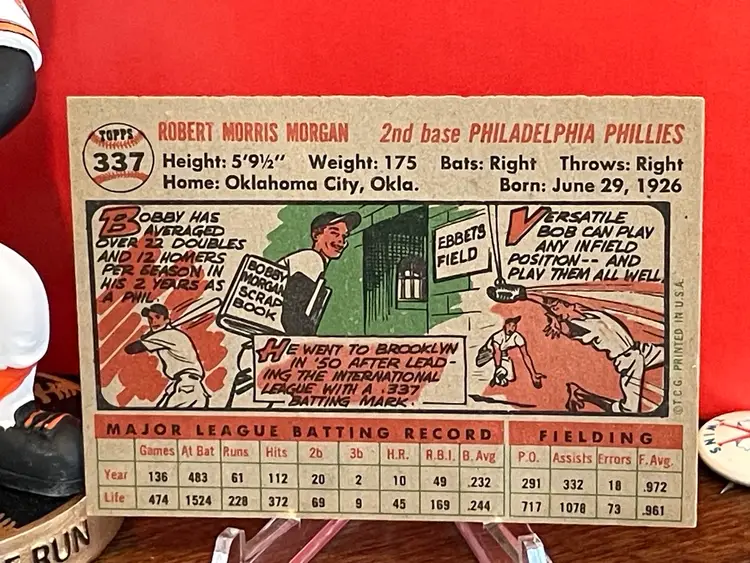 TOPPS
337
ROBERT MORRIS MORGAN 2nd base PHILADELPHIA PHILLIES
Height: 5'9½" Weight: 175 Bats: Right Throws: Right
Home: Oklahoma City, Okla. Born: June 29, 1926
BOBBY HAS
AVERAGED
OVER 22 DOUBLES
AND 12 HOMERS
PER SEASON IN
HIS 2 YEARS AS
A PHIL.
BOBBY
MORGAN
SCRAP
BOOK
EBBETS
FIELD
HE WENT TO BROOKLYN
IN '50 AFTER LEAD-
ING THE INTERNATIONAL
LEAGUE WITH A .337
BATTING MARK.
VERSATILE
BOB CAN PLAY
ANY INFIELD
POSITION -- AND
PLAY THEM ALL WELL.
©T.C.G. PRINTED IN U.S.A.
MAJOR LEAGUE BATTING RECORD FIELDING
Games At Bat Runs Hits 2b 3b H.R. R.B.I. B. Avg P.O. Assists Errors F. Avg.
Year 136 483 61 112 20 2 10 49 .232 291 332 18 .972
Life 474 1524 228 372 69 9 45 169 .244 717 1078 73 .961
E RUN
WINS